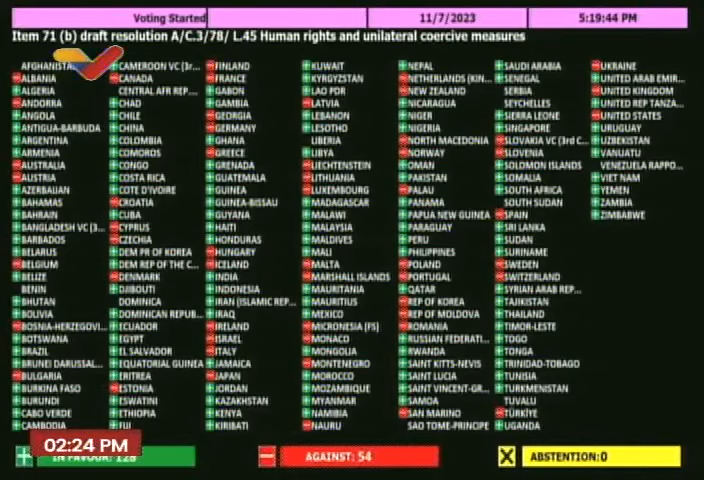 Voting Started 11/7/2023 5:19:44 PM
Item 71 (b) draft resolution A/C.3/78/ L.45 Human rights and unilateral coercive measures
AFGHANISTAN CAMEROON VC (3r... FINLAND KUWAIT NEPAL SAUDI ARABIA UKRAINE
ALBANIA CANADA FRANCE KYRGYZSTAN NETHERLANDS (KIN... SENEGAL UNITED ARAB EMIR...
ALGERIA CENTRAL AFR REP.... GABON LAO PDR NEW ZEALAND SERBIA UNITED KINGDOM
ANDORRA CHAD GAMBIA LATVIA NICARAGUA SEYCHELLES UNITED REP TANZA...
ANGOLA CHILE GEORGIA LEBANON NIGER SIERRA LEONE UNITED STATES
ANTIGUA-BARBUDA CHINA GERMANY LESOTHO NIGERIA SINGAPORE URUGUAY
ARGENTINA COLOMBIA GHANA LIBERIA NORTH MACEDONIA SLOVAKIA VC (3rd C... UZBEKISTAN
ARMENIA COMOROS GREECE LIBYA NORWAY SLOVENIA VANUATU
AUSTRALIA CONGO GRENADA LIECHTENSTEIN OMAN SOLOMON ISLANDS VENEZUELA RAPPO...
AUSTRIA COSTA RICA GUATEMALA LITHUANIA PAKISTAN SOMALIA VIET NAM
AZERBAIJAN COTE D'IVOIRE GUINEA LUXEMBOURG PALAU SOUTH AFRICA YEMEN
BAHAMAS CROATIA GUINEA-BISSAU MADAGASCAR PANAMA SOUTH SUDAN ZAMBIA
BAHRAIN CUBA GUYANA MALAWI PAPUA NEW GUINEA SPAIN ZIMBABWE
BANGLADESH VC (3... CYPRUS HAITI MALAYSIA PARAGUAY SRI LANKA
BARBADOS CZECHIA HONDURAS MALDIVES PERU SUDAN
BELARUS DEM PR OF KOREA HUNGARY MALI PHILIPPINES SURINAME
BELGIUM DEM REP OF THE C... ICELAND MALTA POLAND SWEDEN
BELIZE DENMARK INDIA MARSHALL ISLANDS PORTUGAL SWITZERLAND
BENIN DJIBOUTI INDONESIA MAURITANIA QATAR SYRIAN ARAB REP...
BHUTAN DOMINICA IRAN (ISLAMIC REP... MAURITIUS REP OF KOREA TAJIKISTAN
BOLIVIA DOMINICAN REPUB... IRAQ MEXICO REP OF MOLDOVA THAILAND
BOSNIA-HERZEGOVI... ECUADOR IRELAND MICRONESIA (FS) ROMANIA TIMOR-LESTE
BOTSWANA EGYPT ISRAEL MONACO RUSSIAN FEDERATI... TOGO
BRAZIL EL SALVADOR ITALY MONGOLIA RWANDA TONGA
BRUNEI DARUSSAL... EQUATORIAL GUINEA JAMAICA MONTENEGRO SAINT KITTS-NEVIS TRINIDAD-TOBAGO
BULGARIA ERITREA JAPAN MOROCCO SAINT LUCIA TUNISIA
BURKINA FASO ESTONIA JORDAN MOZAMBIQUE SAINT VINCENT-GR... TURKMENISTAN
BURUNDI ESWATINI KAZAKHSTAN MYANMAR SAMOA TUVALU
CABO VERDE ETHIOPIA KENYA NAMIBIA SAN MARINO TÜRKİYE
CAMBODIA FIJI KIRIBATI NAURU SAO TOME-PRINCIPE UGANDA
02:24 PM
IN FAVOUR: 128 AGAINST: 54 ABSTENTION:0